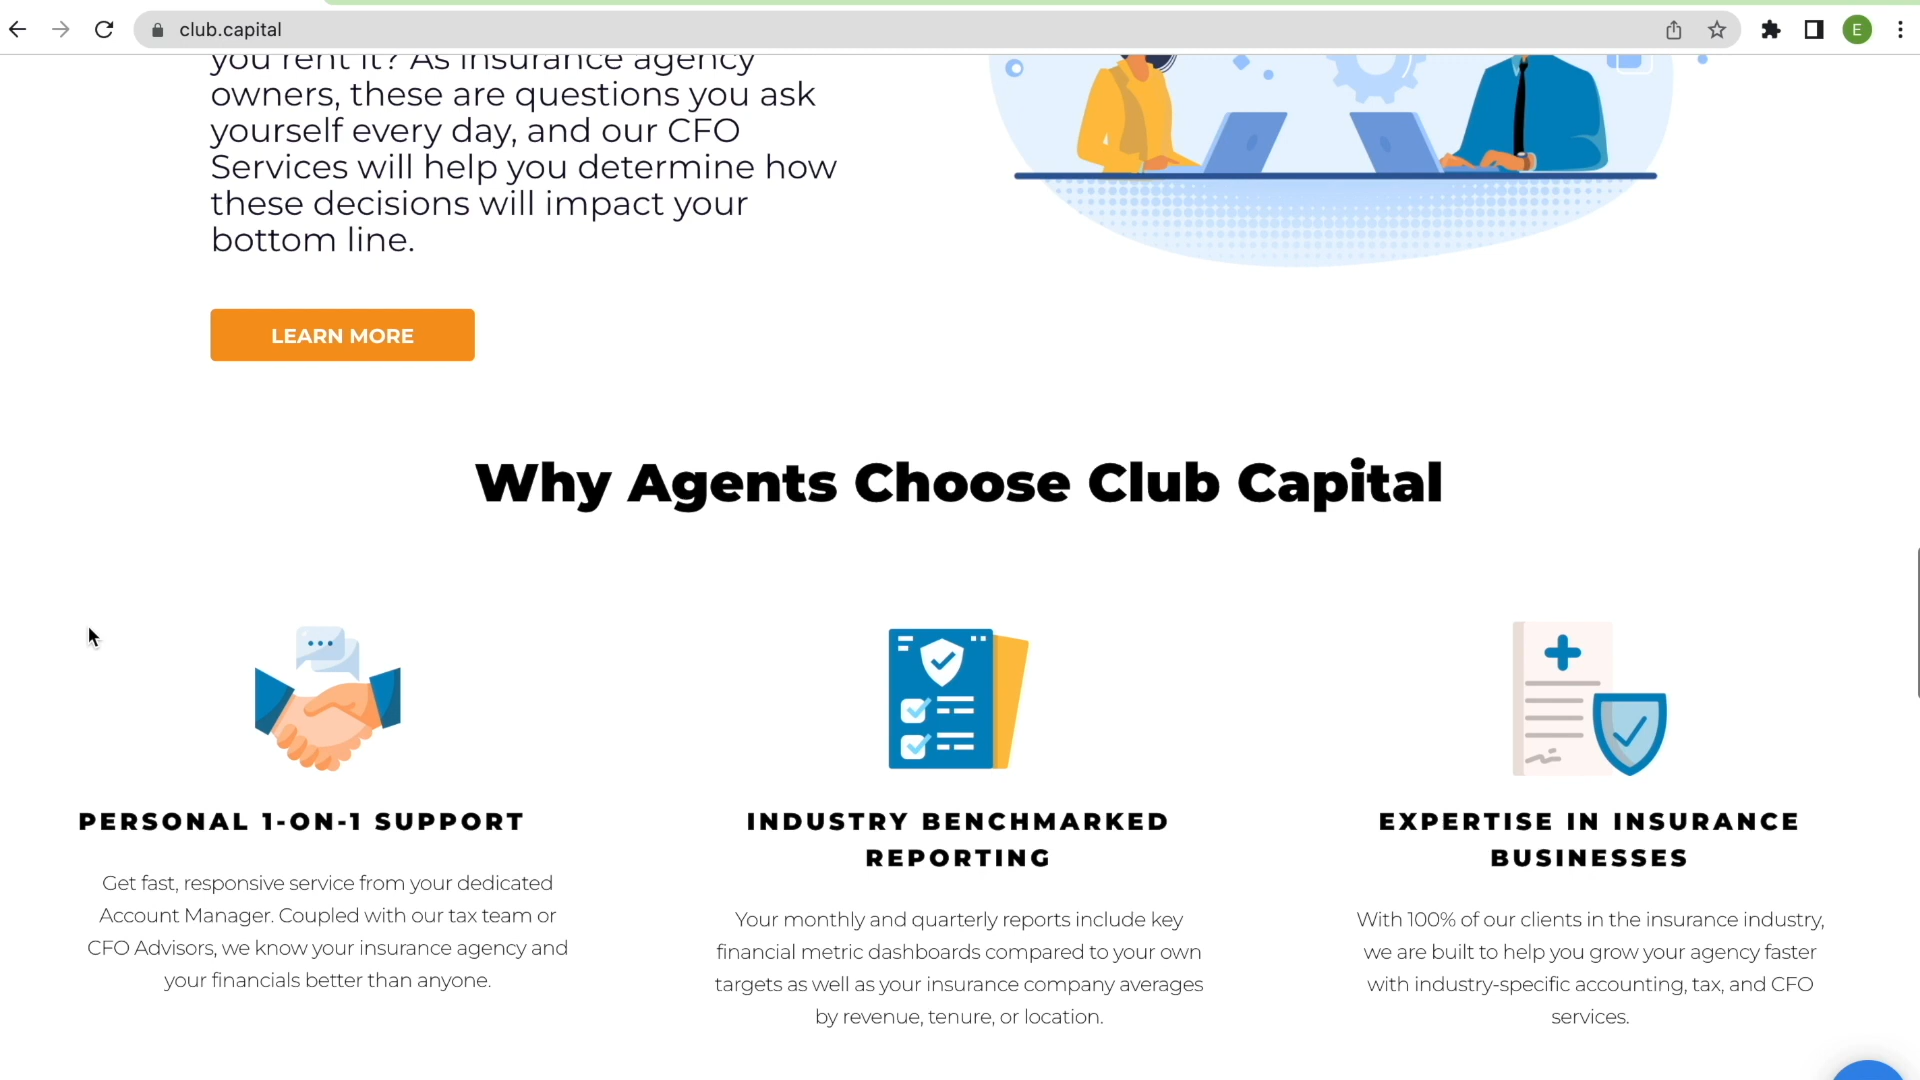 club.capital
E
you rent it? As insurance agency
owners, these are questions you ask
yourself every day, and our CFO
Services will help you determine how
these decisions will impact your
bottom line.
LEARN MORE
Why Agents Choose Club Capital
PERSONAL 1-ON-1 SUPPORT
Get fast, responsive service from your dedicated
Account Manager. Coupled with our tax team or
CFO Advisors, we know your insurance agency and
your financials better than anyone.
INDUSTRY BENCHMARKED
REPORTING
Your monthly and quarterly reports include key
financial metric dashboards compared to your own
targets as well as your insurance company averages
by revenue, tenure, or location.
EXPERTISE IN INSURANCE
BUSINESSES
With 100% of our clients in the insurance industry,
we are built to help you grow your agency faster
with industry-specific accounting, tax, and CFO
services.